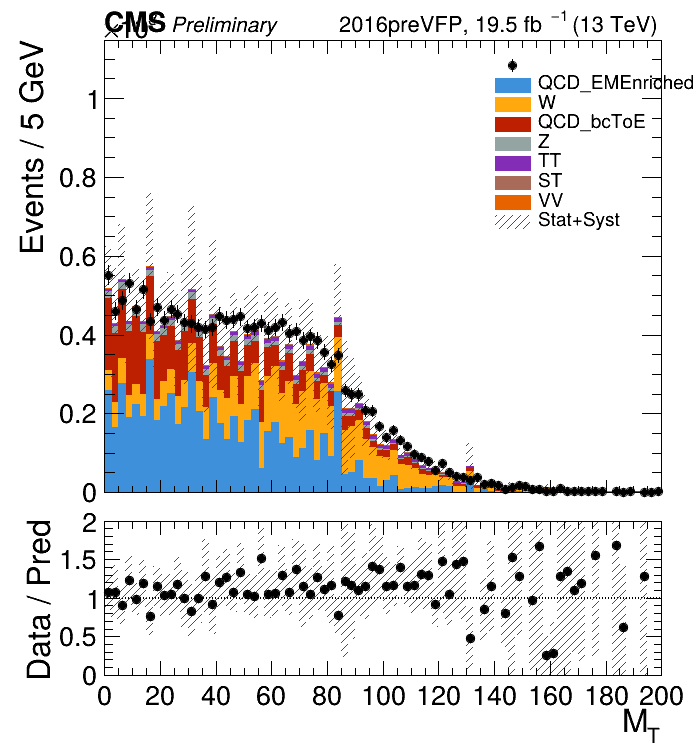 CMS Preliminary 2016preVFP, 19.5 fb⁻¹ (13 TeV)
Events / 5 GeV
1
0.8
0.6
0.4
0.2
0
QCD_EMEnriched
W
QCD_bcToE
Z
TT
ST
VV
Stat+Syst
Data / Pred
2
1.5
1
0.5
0
0 20 40 60 80 100 120 140 160 180 200
M_T